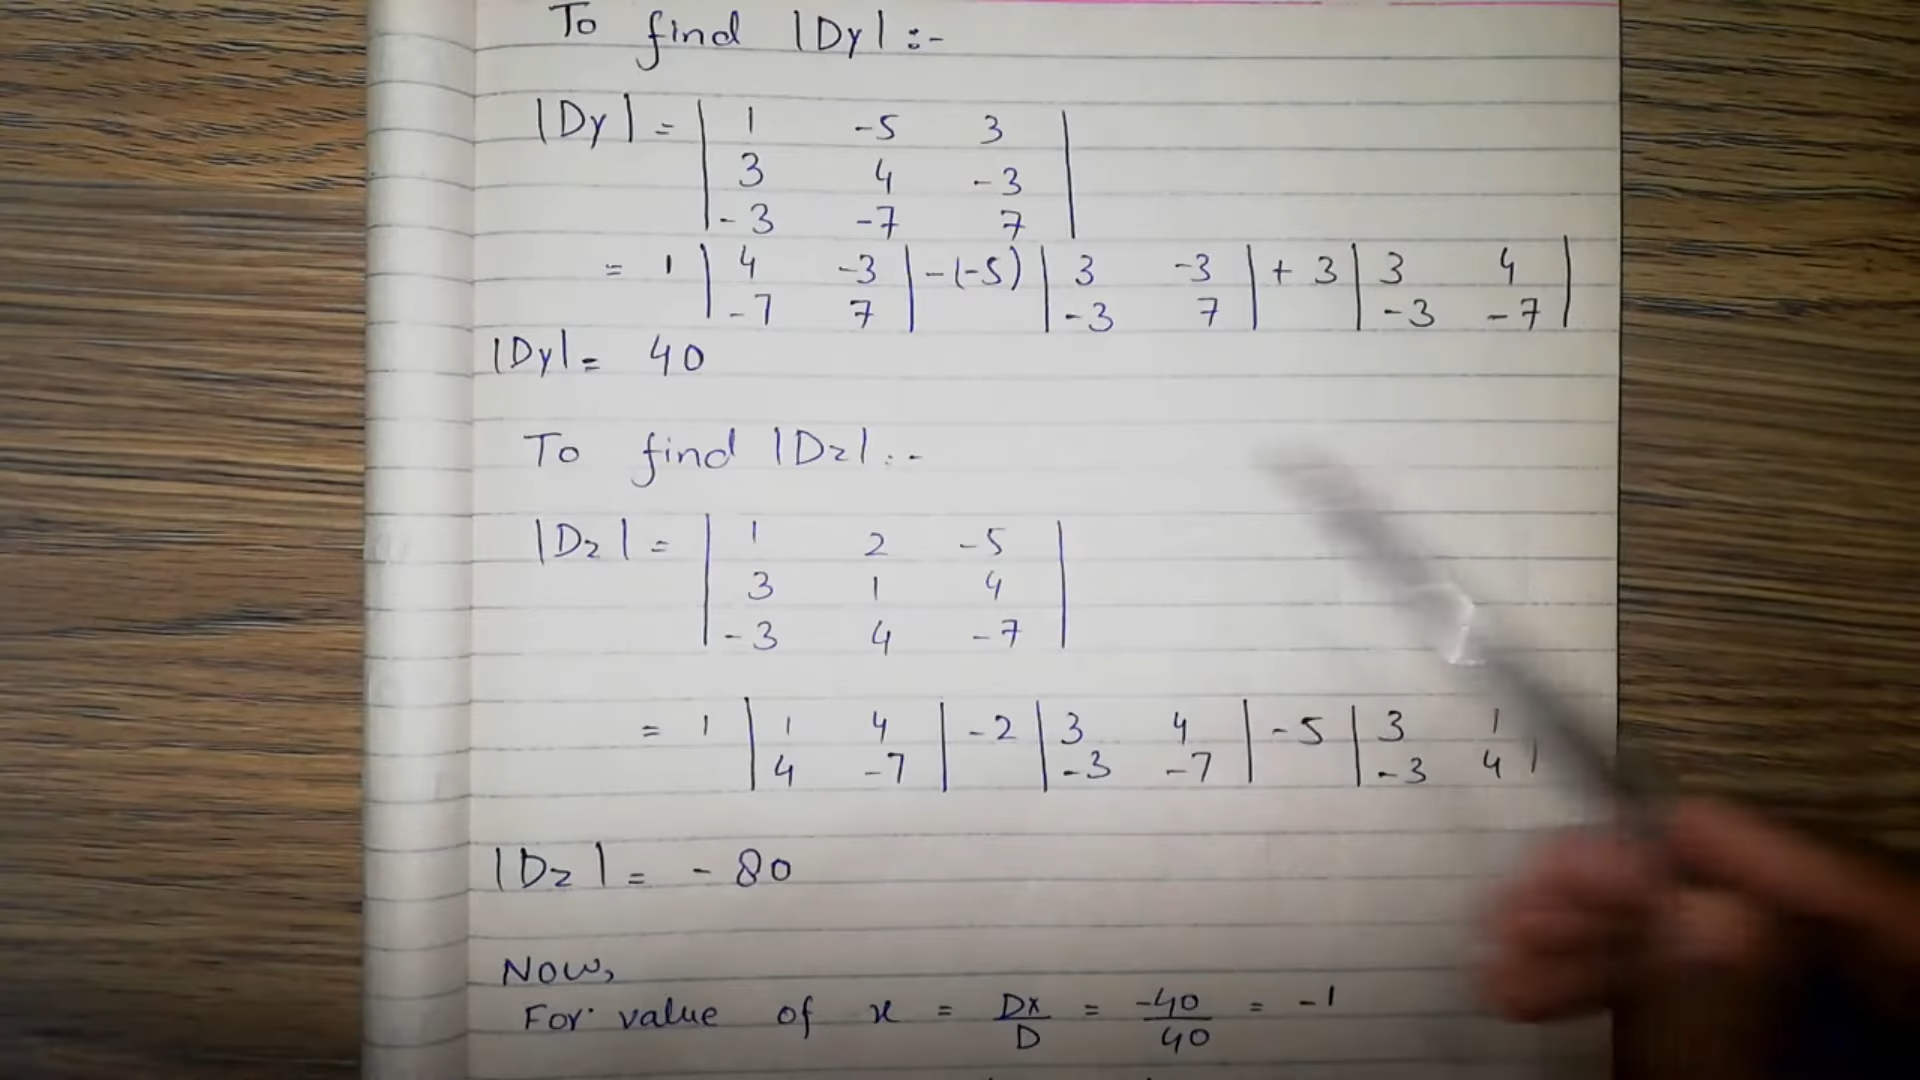 To find |Dy| :-
|Dy| = | 1 -5 3 |
3 4 -3
-3 -7 7
= 1 | 4 -3 | -(-5) | 3 -3 | + 3 | 3 4 |
-7 7 -3 7 -3 -7
|Dy| = 40
To find |Dz| :-
|Dz| = | 1 2 -5 |
3 1 4
-3 4 -7
= 1 | 1 4 | -2 | 3 4 | -5 | 3 1 |
4 -7 -3 -7 -3 4
|Dz| = - 80
Now,
For value of x = Dx/D = -40/40 = -1